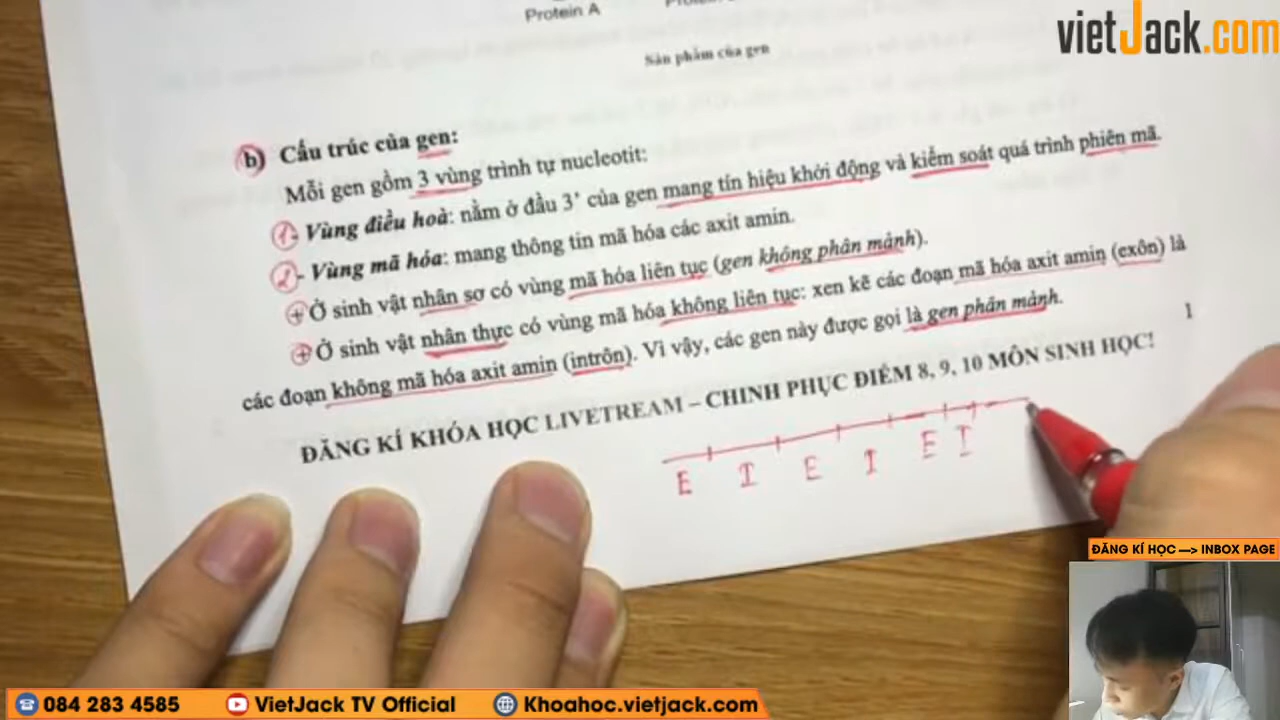 Protein A
vietJack.com
Sản phẩm của gen
b) Cấu trúc của gen:
Mỗi gen gồm 3 vùng trình tự nucleotit:
1- Vùng điều hoà: nằm ở đầu 3' của gen mang tín hiệu khởi động và kiểm soát quá trình phiên mã.
2- Vùng mã hóa: mang thông tin mã hóa các axit amin.
+ Ở sinh vật nhân sơ có vùng mã hóa liên tục (gen không phân mảnh).
+ Ở sinh vật nhân thực có vùng mã hóa không liên tục: xen kẽ các đoạn mã hóa axit amin (exôn) là
các đoạn không mã hóa axit amin (intrôn). Vì vậy, các gen này được gọi là gen phân mảnh.
1
ĐĂNG KÍ KHÓA HỌC LIVETREAM – CHINH PHỤC ĐIỂM 8, 9, 10 MÔN SINH HỌC!
E I E I E I
ĐĂNG KÍ HỌC —> INBOX PAGE
084 283 4585 VietJack TV Official Khoahoc.vietjack.com